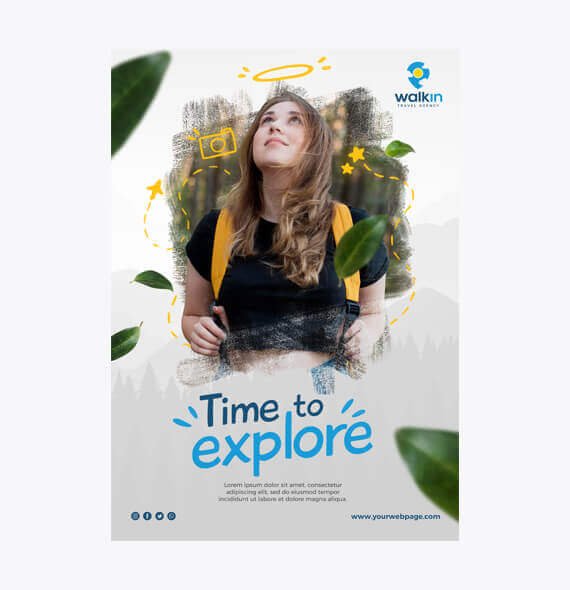 walkin
TRAVEL AGENCY
Time to
explore
Lorem ipsum dolor sit amet, consectetur
adipiscing elit, sed do eiusmod tempor
incididunt ut labore et dolore magna aliqua.
www.yourwebpage.com